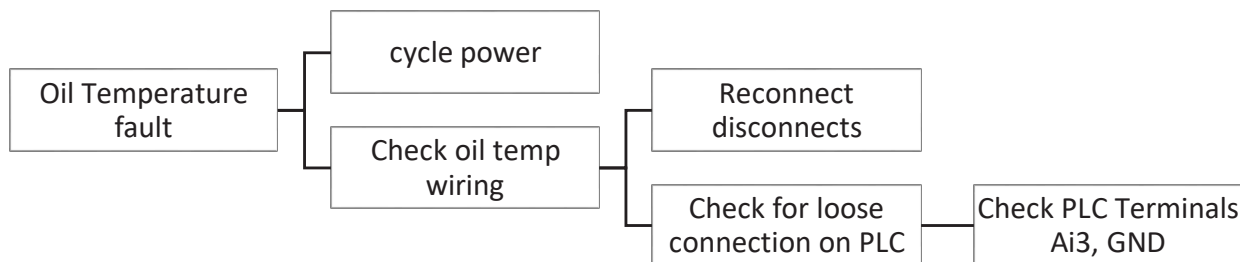 Oil Temperature
fault
cycle power
Check oil temp
wiring
Reconnect
disconnects
Check for loose
connection on PLC
Check PLC Terminals
Ai3, GND